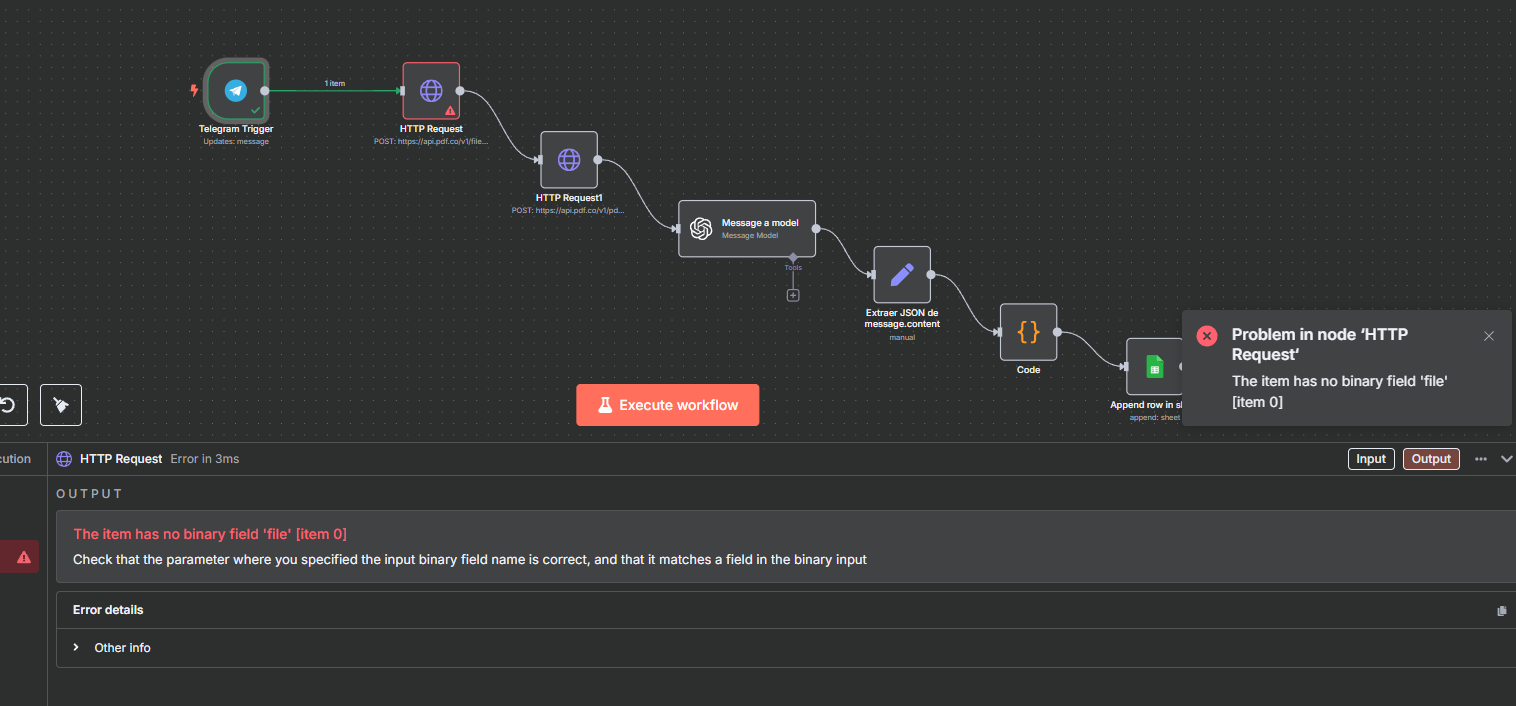 1 item
Telegram Trigger
Updates: message
HTTP Request
POST: https://api.pdf.co/v1/file...
HTTP Request1
POST: https://api.pdf.co/v1/pd...
Message a model
Message Model
Tools
Extraer JSON de
message.content
manual
Code
Append row in sh
append: sheet
Problem in node ‘HTTP
Request‘
The item has no binary field 'file'
[item 0]
Execute workflow
cution
HTTP Request Error in 3ms
Input
Output
OUTPUT
The item has no binary field 'file' [item 0]
Check that the parameter where you specified the input binary field name is correct, and that it matches a field in the binary input
Error details
Other info